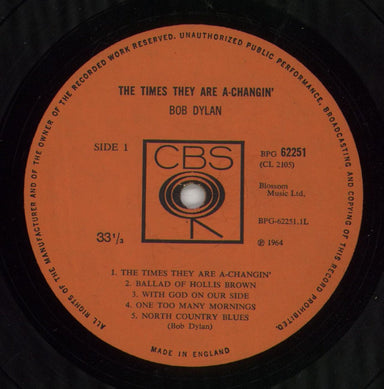 ALL RIGHTS OF THE MANUFACTURER AND OF THE OWNER OF THE RECORDED WORK RESERVED. UNAUTHORIZED PUBLIC PERFORMANCE, BROADCASTING AND COPYING OF THIS RECORD PROHIBITED.
THE TIMES THEY ARE A-CHANGIN'
BOB DYLAN
SIDE 1
CBS
BPG 62251
(CL 2105)
Blossom
Music Ltd.
BPG-62251.1L
33 1/3
℗ 1964
1. THE TIMES THEY ARE A-CHANGIN'
2. BALLAD OF HOLLIS BROWN
3. WITH GOD ON OUR SIDE
4. ONE TOO MANY MORNINGS
5. NORTH COUNTRY BLUES
(Bob Dylan)
MADE IN ENGLAND